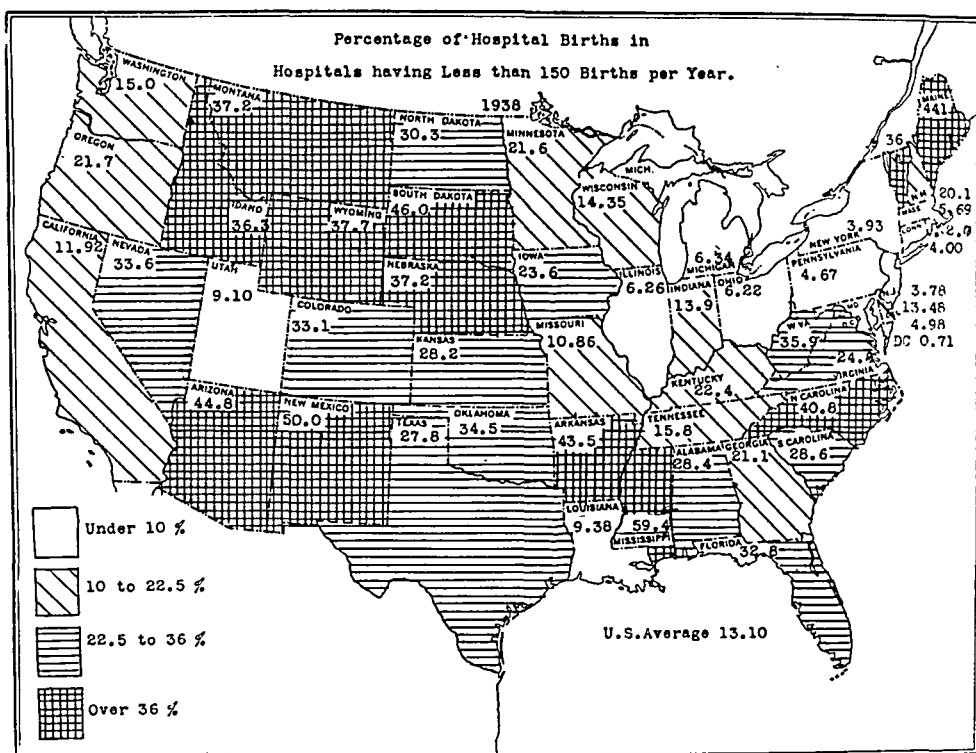 Percentage of Hospital Births in
Hospitals having Less than 150 Births per Year.
1938
WASHINGTON
15.0
MONTANA
37.2
NORTH DAKOTA
30.3
MINNESOTA
21.6
MAINE
441
OREGON
21.7
MICH.
36
WISCONSIN
14.35
SOUTH DAKOTA
46.0
IDAHO
36.3
WYOMING
37.7
N.H.
20.1
MASS
5.69
CONN
4.00
CALIFORNIA
11.92
NEVADA
33.6
NEW YORK
3.93
UTAH
9.10
NEBRASKA
37.2
IOWA
23.6
6.34
MICHIGAN
PENNSYLVANIA
4.67
ILLINOIS
6.26
INDIANA
13.9
OHIO
6.22
3.78
13.48
4.98
DC 0.71
COLORADO
33.1
KANSAS
28.2
MISSOURI
10.86
W VA
35.9
24.4
VIRGINIA
KENTUCKY
22.4
ARIZONA
44.8
NEW MEXICO
50.0
TEXAS
27.8
OKLAHOMA
34.5
ARKANSAS
43.5
TENNESSEE
15.8
N CAROLINA
40.8
ALABAMA
28.4
GEORGIA
21.1
S CAROLINA
28.6
LOUISIANA
9.38
59.4
MISSISSIPPI
FLORIDA
32.8
Under 10 %
10 to 22.5 %
22.5 to 36 %
Over 36 %
U.S.Average 13.10